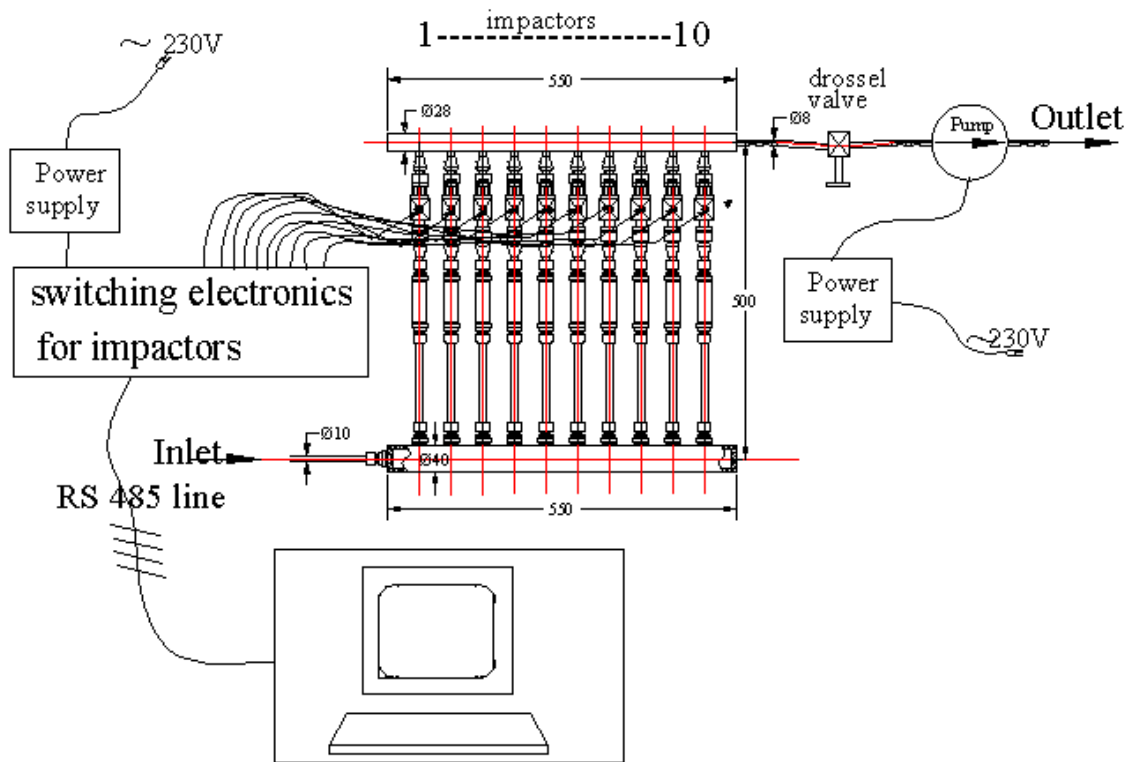 impactors
1 10
~ 230V
550
drossel
valve
Ø28
Ø8
Pump
Outlet
Power
supply
switching electronics
for impactors
500
Power
supply
~230V
Ø10
Inlet
Ø40
RS 485 line
550